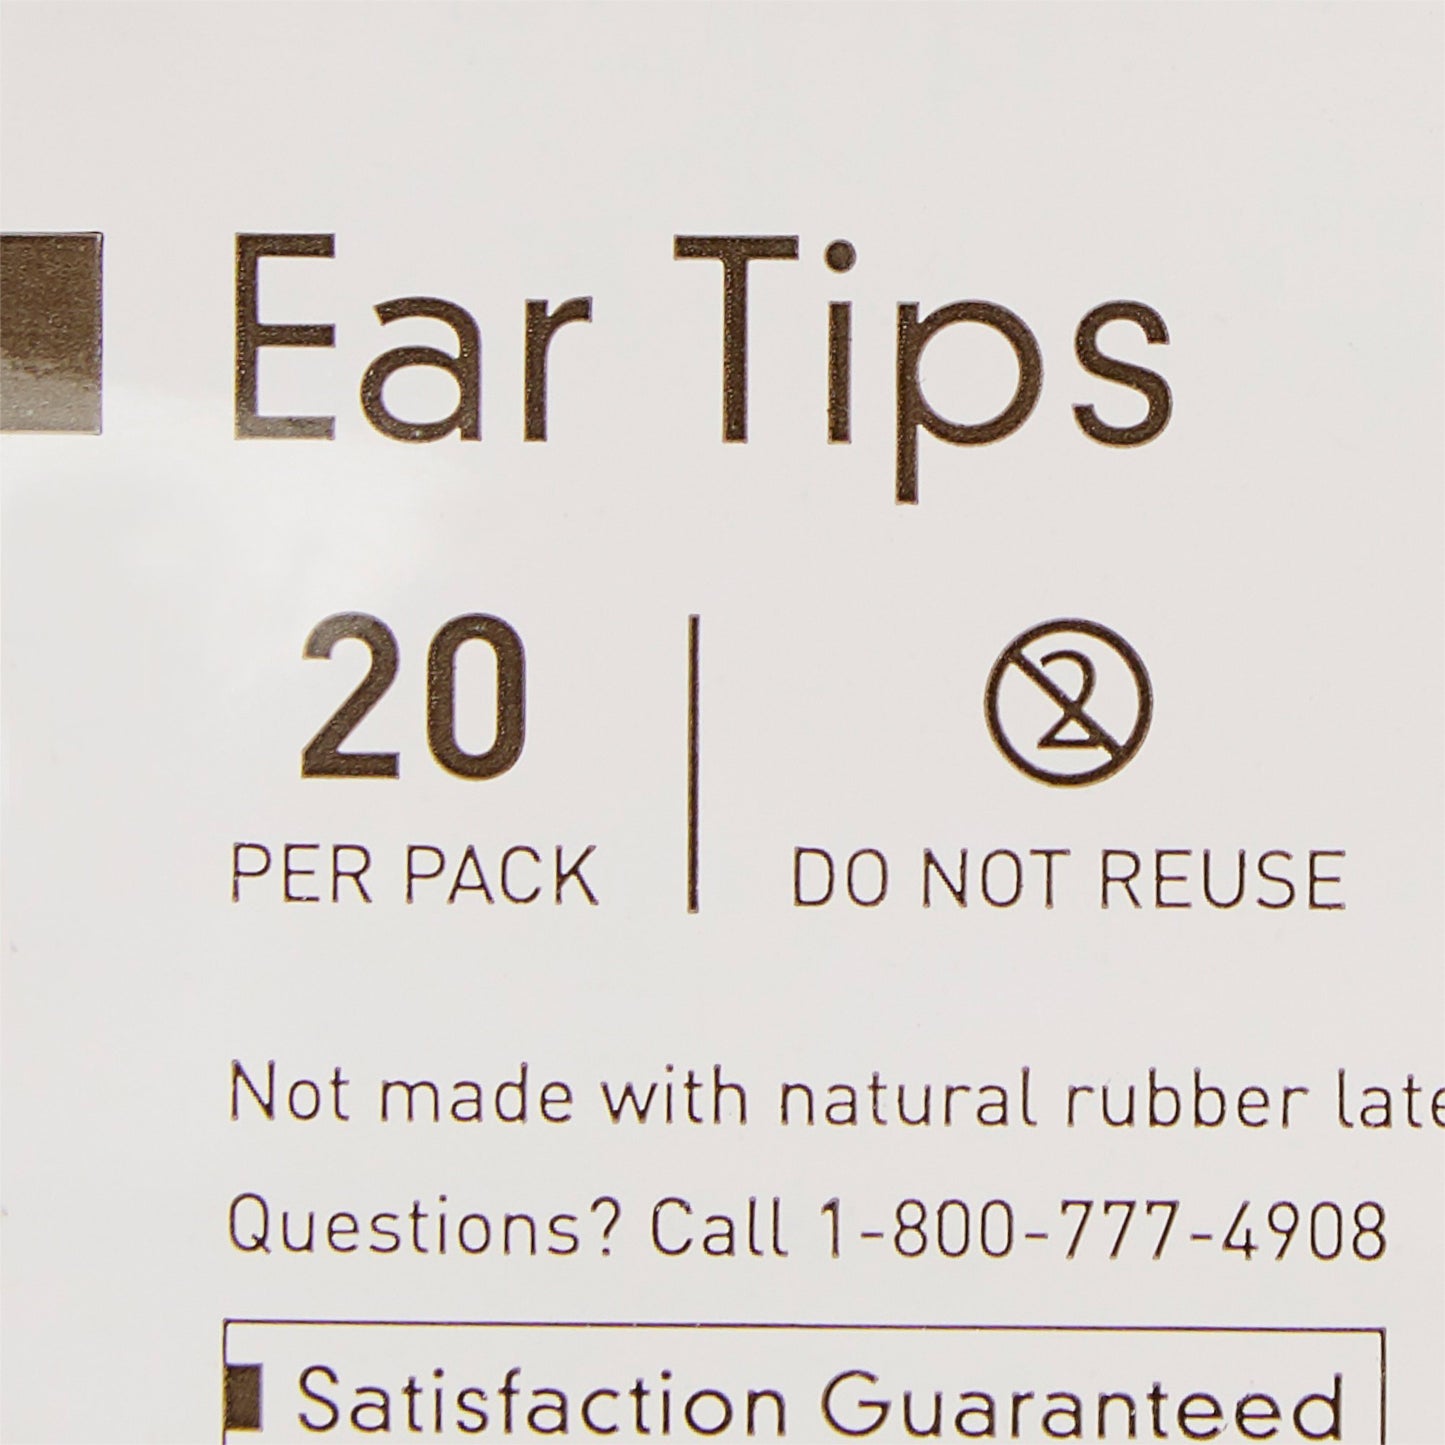 Ear Tips
20
2
PER PACK
DO NOT REUSE
Not made with natural rubber
Questions? Call 1-800-777-4908
Satisfaction Guaranteed